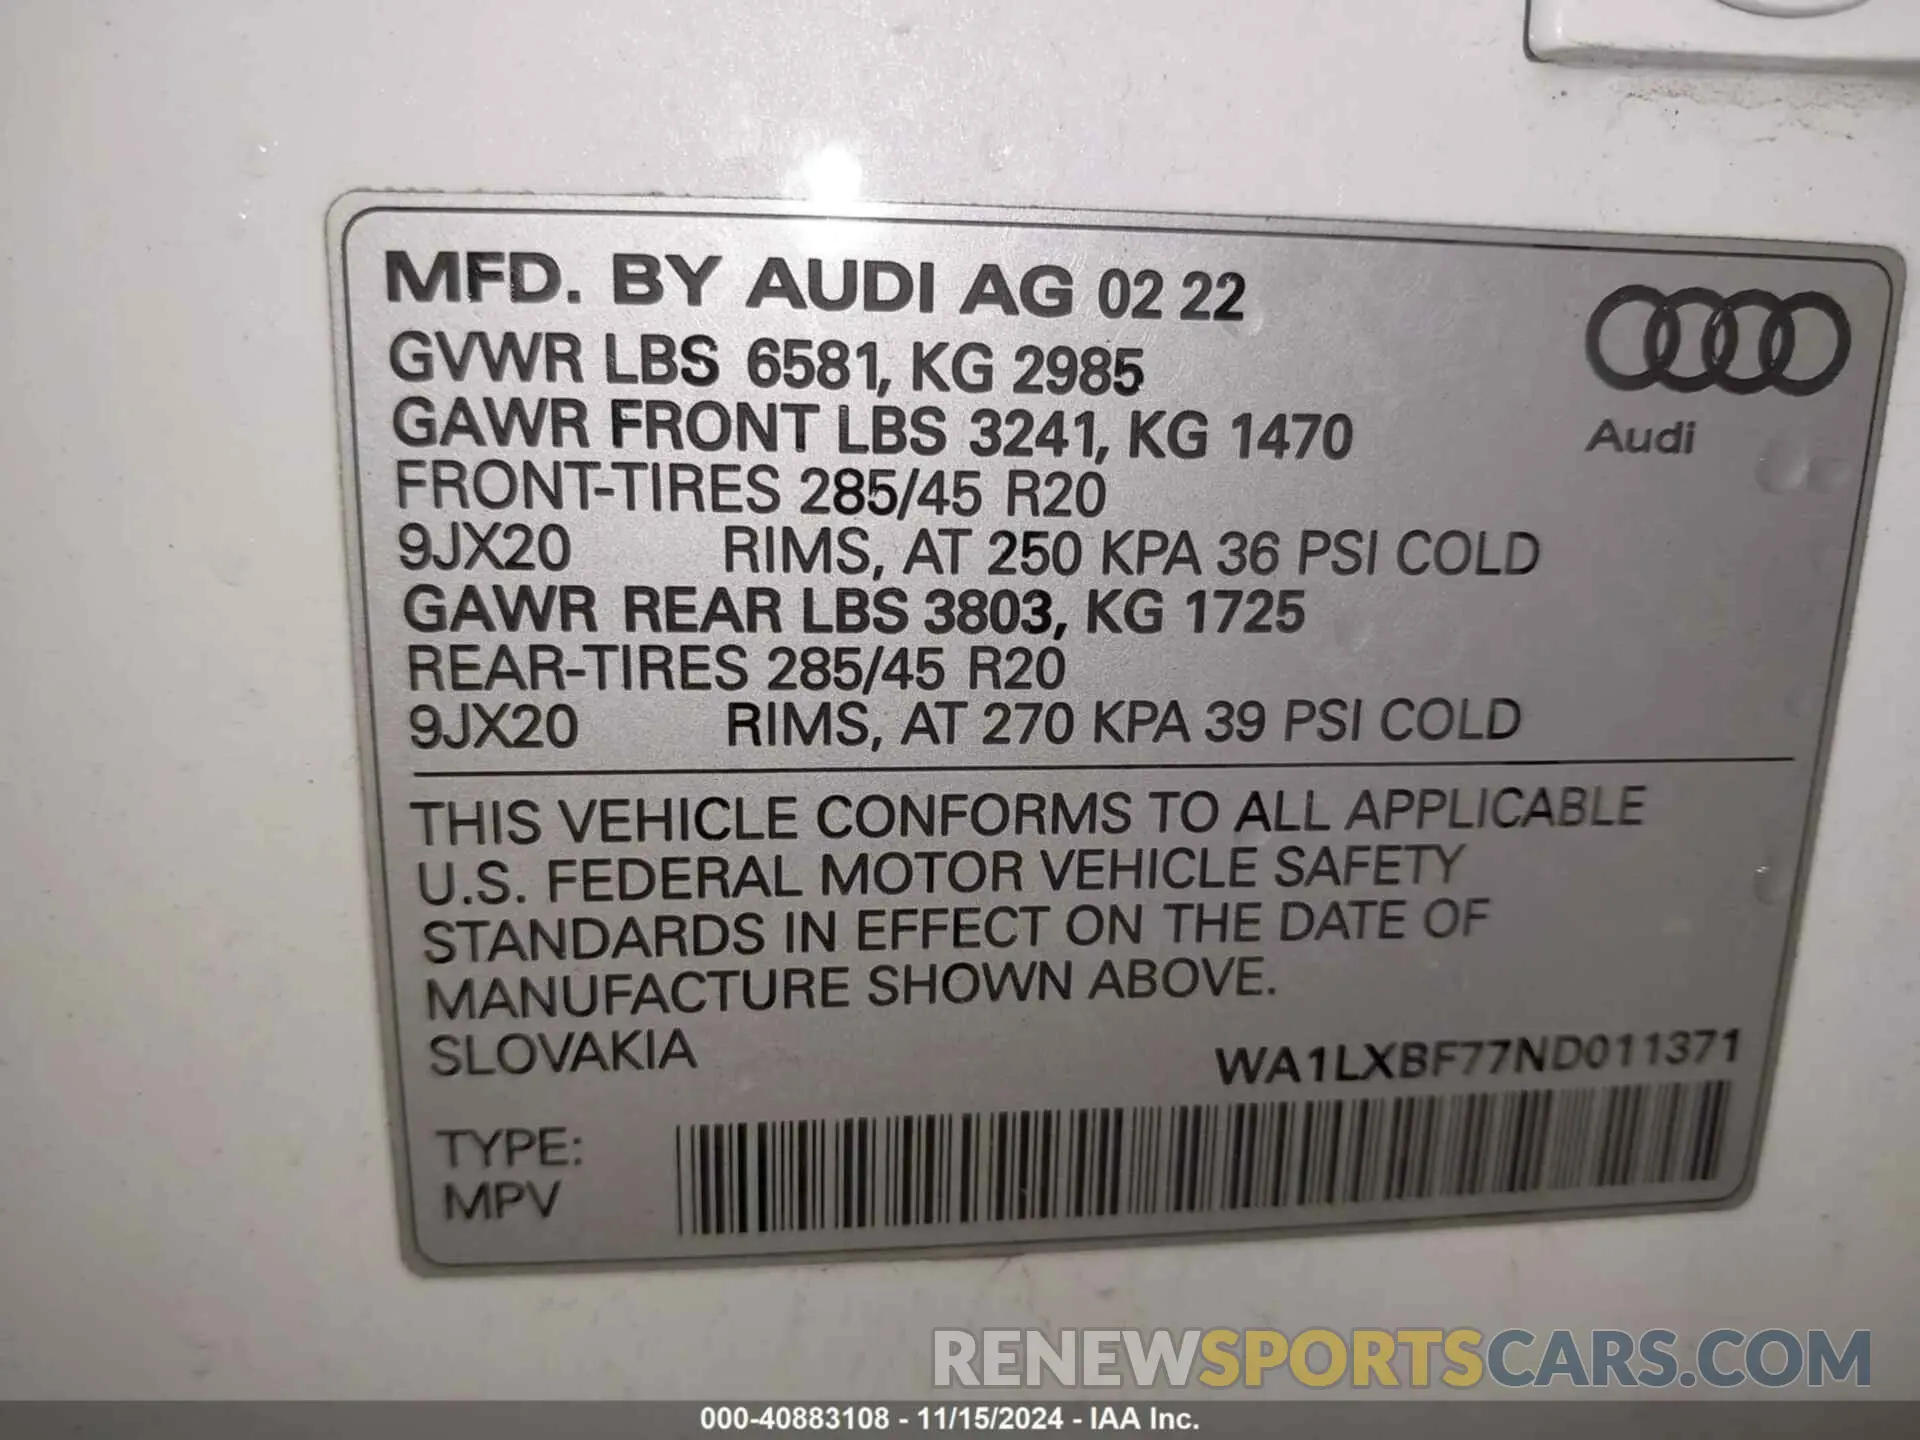 MFD. BY AUDI AG 02 22
GVWR LBS 6581, KG 2985
GAWR FRONT LBS 3241, KG 1470
FRONT-TIRES 285/45 R20
9JX20 RIMS, AT 250 KPA 36 PSI COLD
GAWR REAR LBS 3803, KG 1725
REAR-TIRES 285/45 R20
9JX20 RIMS, AT 270 KPA 39 PSI COLD
Audi
THIS VEHICLE CONFORMS TO ALL APPLICABLE
U.S. FEDERAL MOTOR VEHICLE SAFETY
STANDARDS IN EFFECT ON THE DATE OF
MANUFACTURE SHOWN ABOVE.
SLOVAKIA
WA1LXBF77ND011371
TYPE:
MPV
RENEWSPORTSCARS.COM
000-40883108 - 11/15/2024 - IAA Inc.